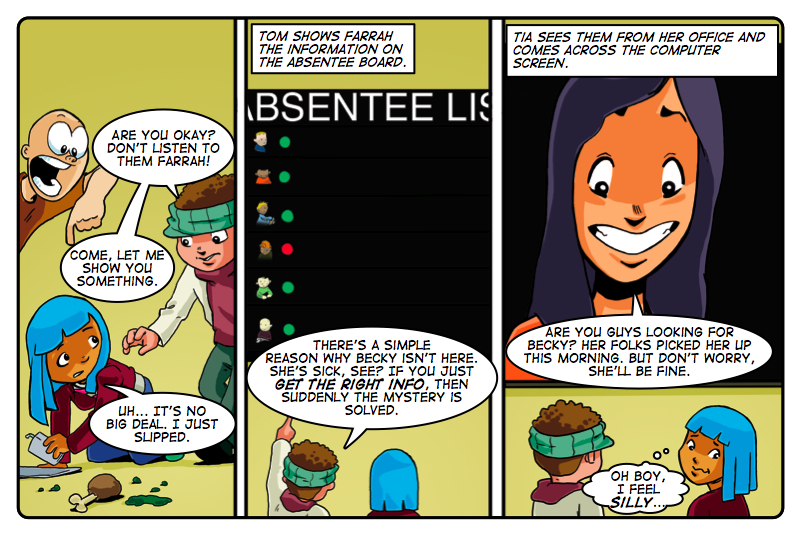 ARE YOU OKAY?
DON'T LISTEN TO
THEM FARRAH!
COME, LET ME
SHOW YOU
SOMETHING.
UH... IT'S NO
BIG DEAL. I JUST
SLIPPED.
TOM SHOWS FARRAH
THE INFORMATION ON
THE ABSENTEE BOARD.
ABSENTEE LIS
THERE'S A SIMPLE
REASON WHY BECKY ISN'T HERE.
SHE'S SICK, SEE? IF YOU JUST
GET THE RIGHT INFO, THEN
SUDDENLY THE MYSTERY IS
SOLVED.
TIA SEES THEM FROM HER OFFICE AND
COMES ACROSS THE COMPUTER
SCREEN.
ARE YOU GUYS LOOKING FOR
BECKY? HER FOLKS PICKED HER UP
THIS MORNING. BUT DON'T WORRY,
SHE'LL BE FINE.
OH BOY,
I FEEL
SILLY...